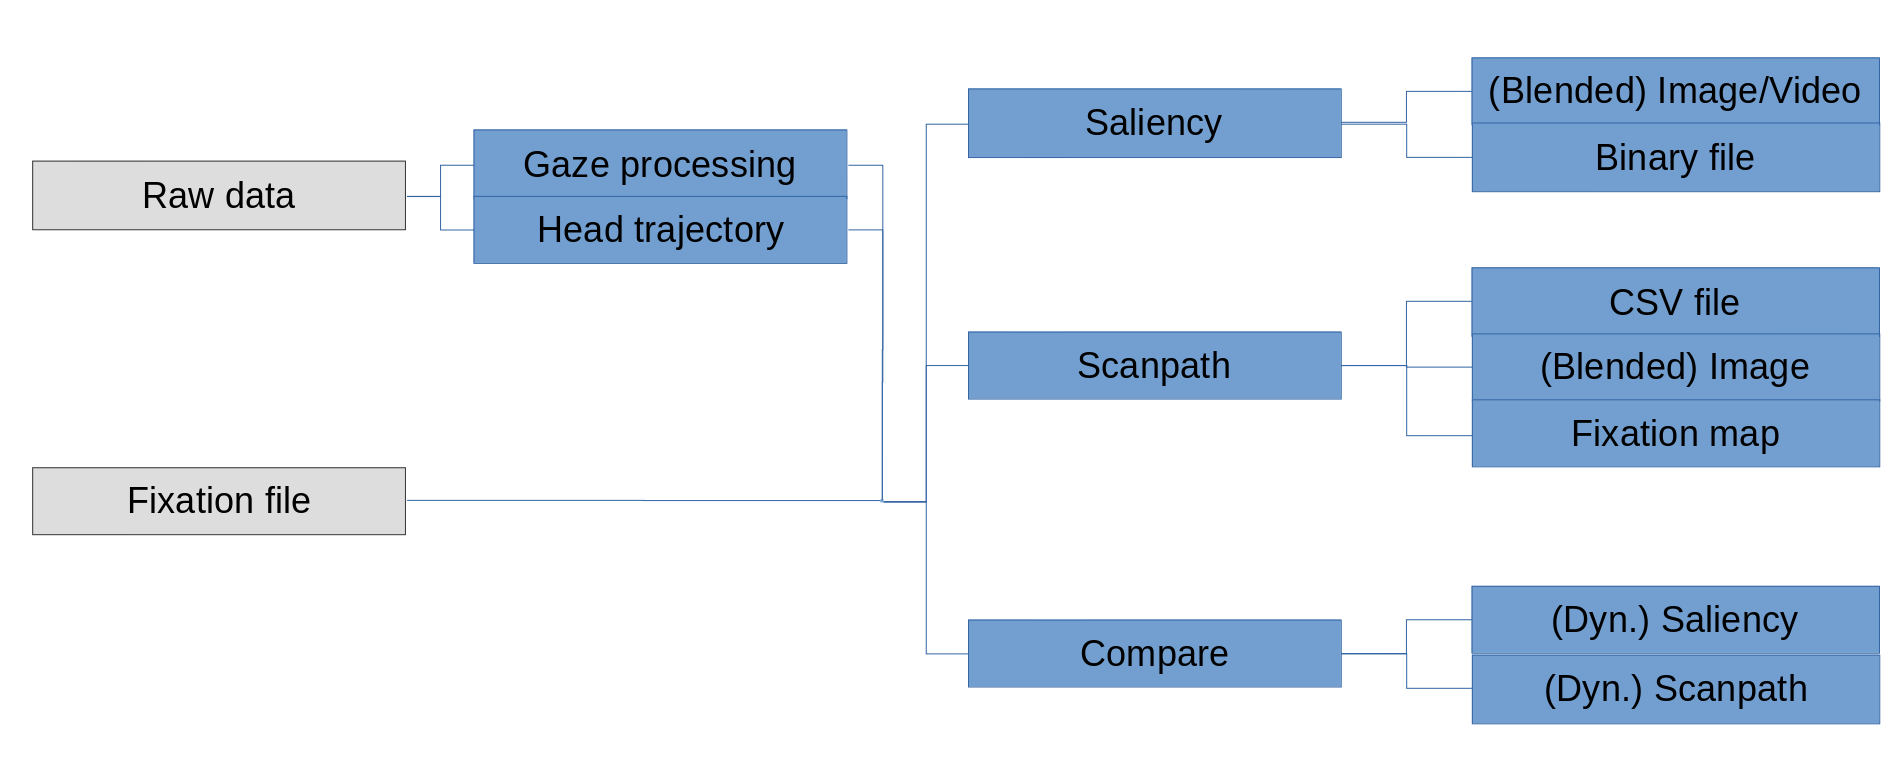 Raw data
Fixation file
Gaze processing
Head trajectory
Saliency
Scanpath
Compare
(Blended) Image/Video
Binary file
CSV file
(Blended) Image
Fixation map
(Dyn.) Saliency
(Dyn.) Scanpath